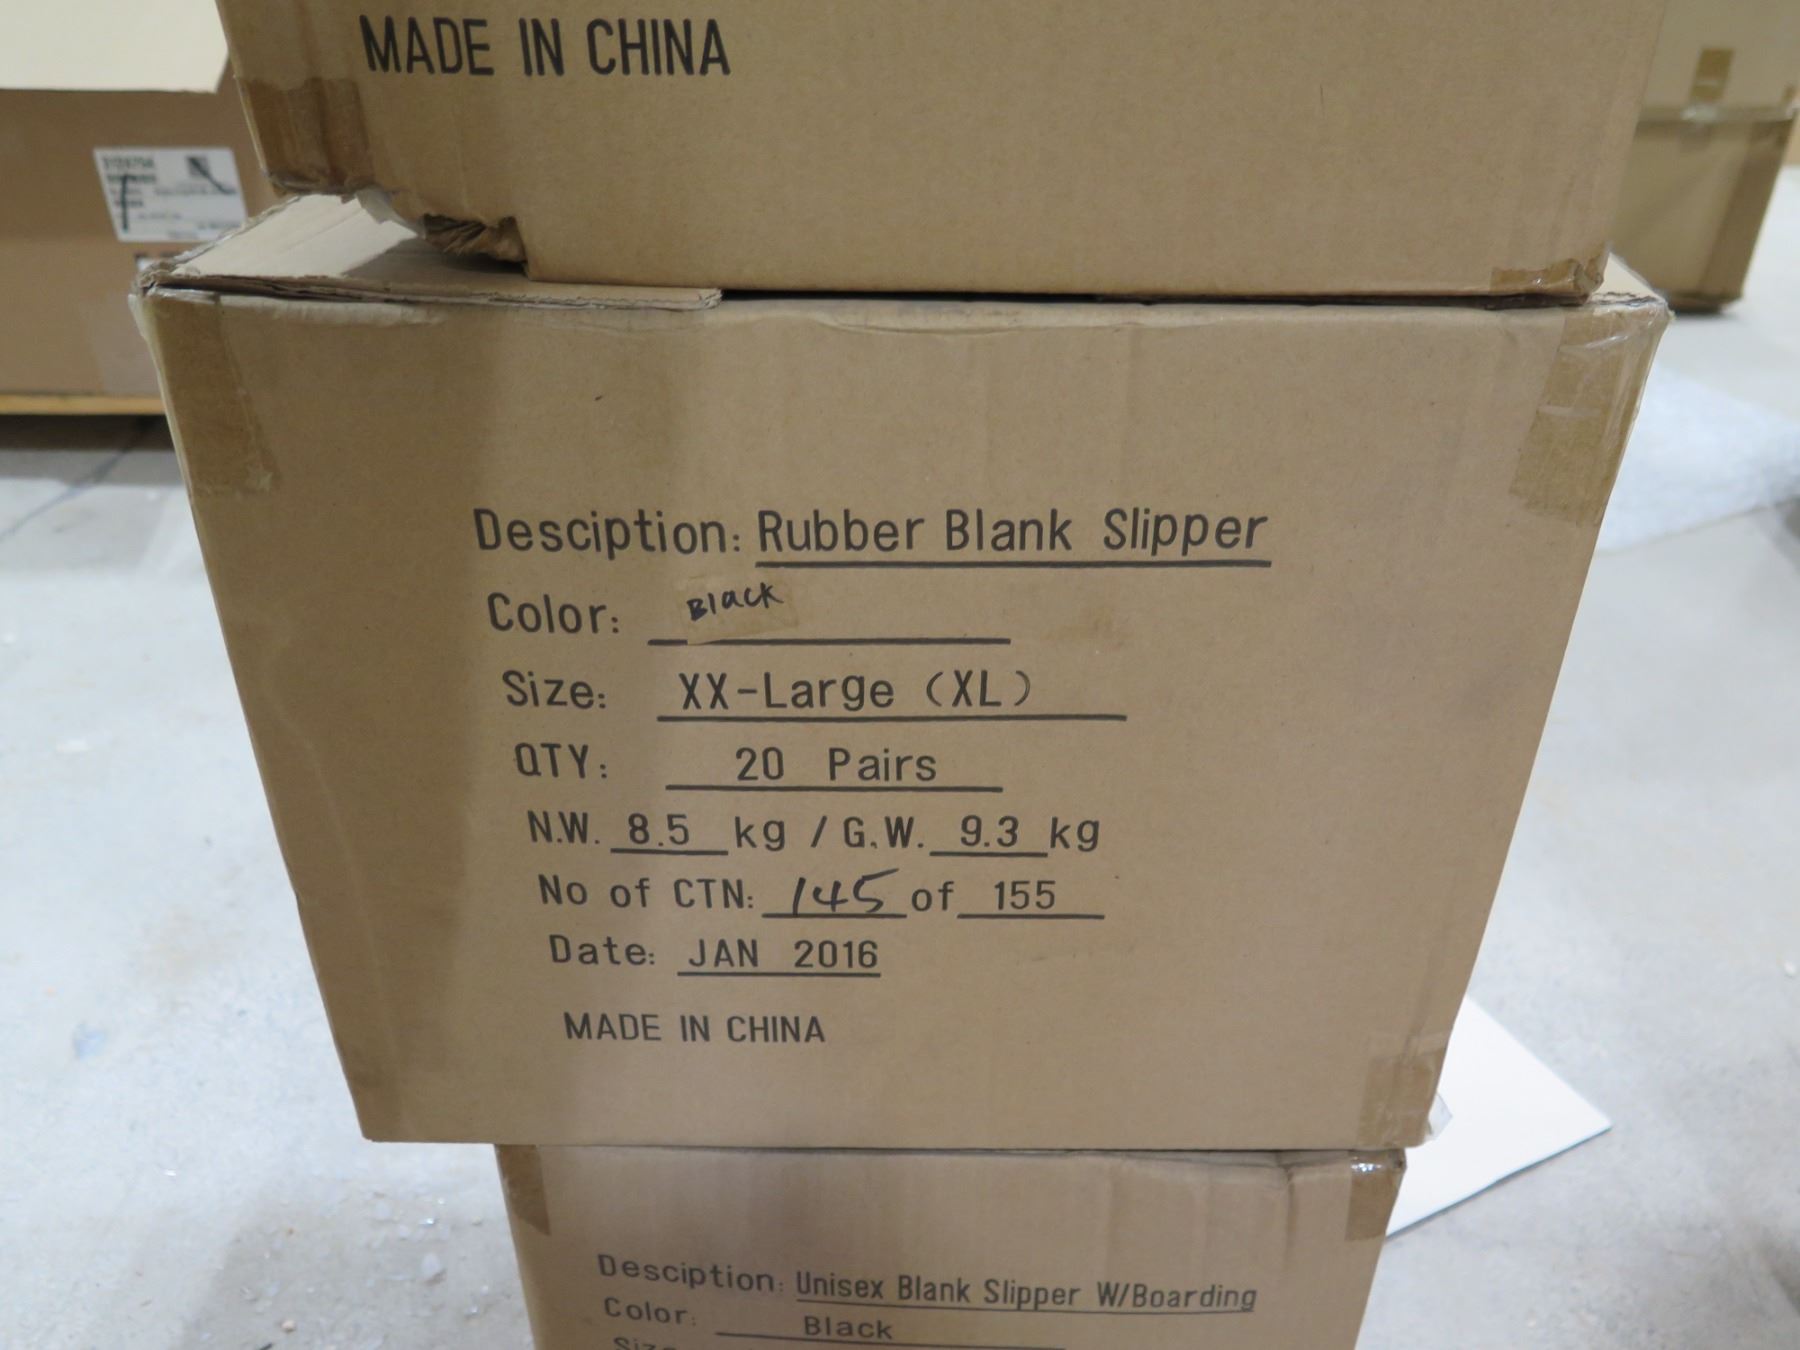 MADE IN CHINA
Desciption: Rubber Blank Slipper
Color: Black
Size: XX-Large (XL)
QTY: 20 Pairs
N.W. 8.5 kg / G.W. 9.3 kg
No of CTN: 145 of 155
Date: JAN 2016
MADE IN CHINA
Desciption: Unisex Blank Slipper W/Boarding
Color: Black